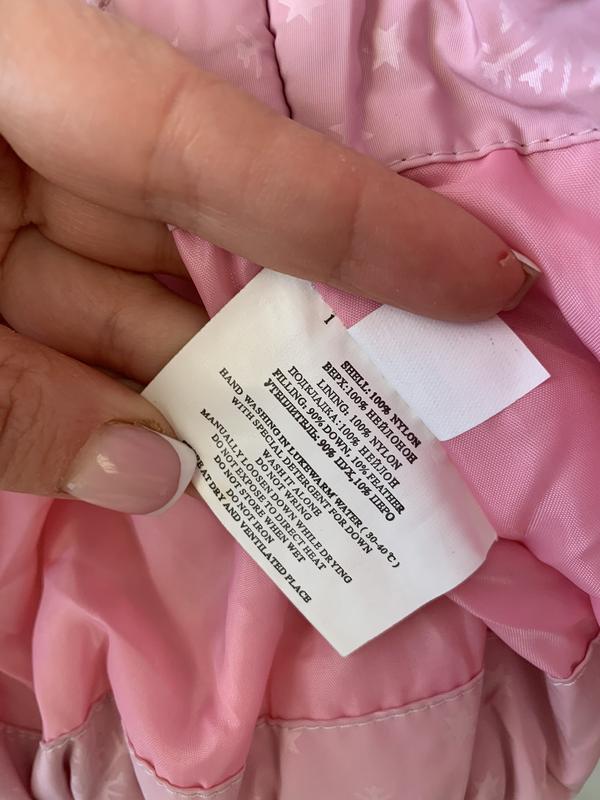 1
SHELL: 100% NYLON
ВЕРХ:100% НЕЙЛОНОН
LINING: 100% NYLON
ПОДКЛАДКА:100% НЕЙЛОН
FILLING: 90% DOWN, 10% FEATHER
УТЕПЛИТЕЛЬ: 90% ПУХ,10% ПЕРО
HAND WASHING IN LUKEWARM WATER ( 30-40℃)
WITH SPECIAL DETERGENT FOR DOWN
WASH IT ALONE
DO NOT WRING
MANUALLY LOOSEN DOWN WHILE DRYING
DO NOT EXPOSE TO DIRECT HEAT
DO NOT STORE WHEN WET
DO NOT IRON
AT DRY AND VENTILATED PLACE